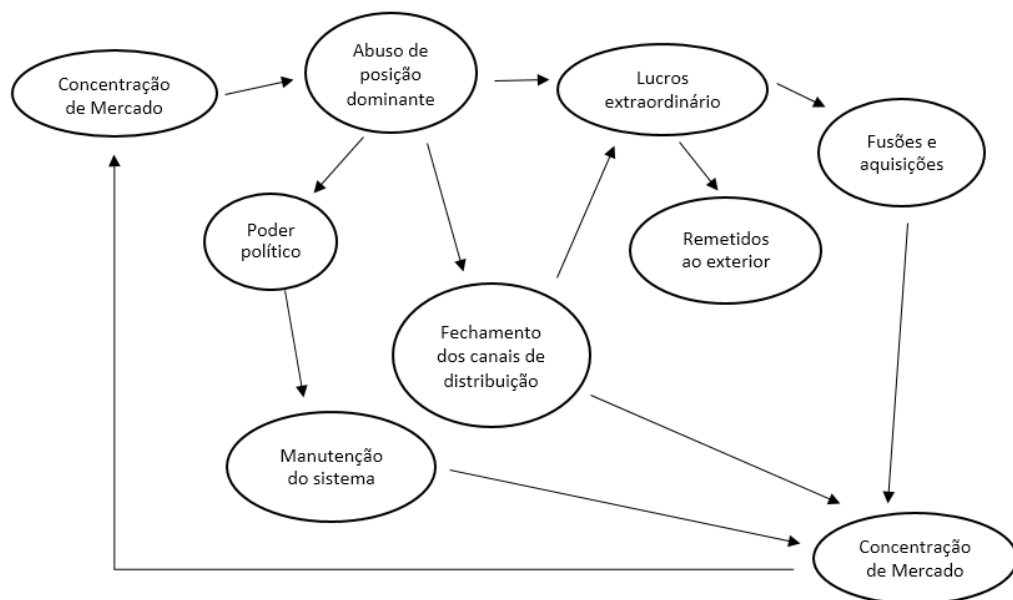 Concentração
de Mercado
Abuso de
posição
dominante
Lucros
extraordinário
Fusões e
aquisições
Poder
político
Remetidos
ao exterior
Fechamento
dos canais de
distribuição
Manutenção
do sistema
Concentração
de Mercado